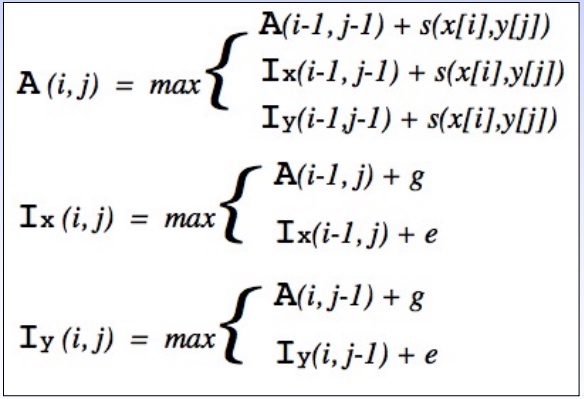 A(i-1, j-1) + s(x[i],y[j])
A (i, j) = max { Ix(i-1, j-1) + s(x[i],y[j])
Iy(i-1,j-1) + s(x[i],y[j])
A(i-1, j) + g
Ix (i, j) = max {
Ix(i-1, j) + e
A(i, j-1) + g
Iy (i, j) = max {
Iy(i, j-1) + e